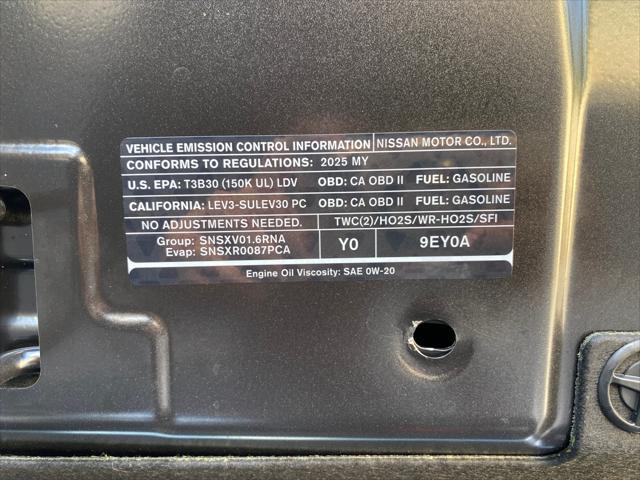 VEHICLE EMISSION CONTROL INFORMATION NISSAN MOTOR CO., LTD.
CONFORMS TO REGULATIONS: 2025 MY
U.S. EPA: T3B30 (150K UL) LDV OBD: CA OBD II FUEL: GASOLINE
CALIFORNIA: LEV3-SULEV30 PC OBD: CA OBD II FUEL: GASOLINE
NO ADJUSTMENTS NEEDED. TWC(2)/HO2S/WR-HO2S/SFI
Group: SNSXV01.6RNA
Evap: SNSXR0087PCA
Y0 9EY0A
Engine Oil Viscosity: SAE 0W-20